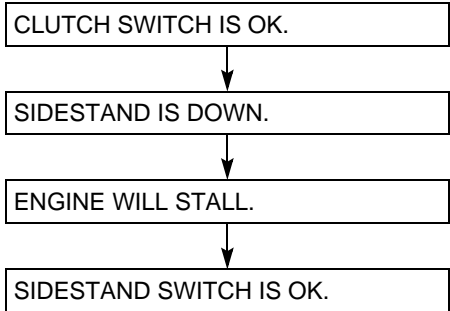 CLUTCH SWITCH IS OK.
SIDESTAND IS DOWN.
ENGINE WILL STALL.
SIDESTAND SWITCH IS OK.